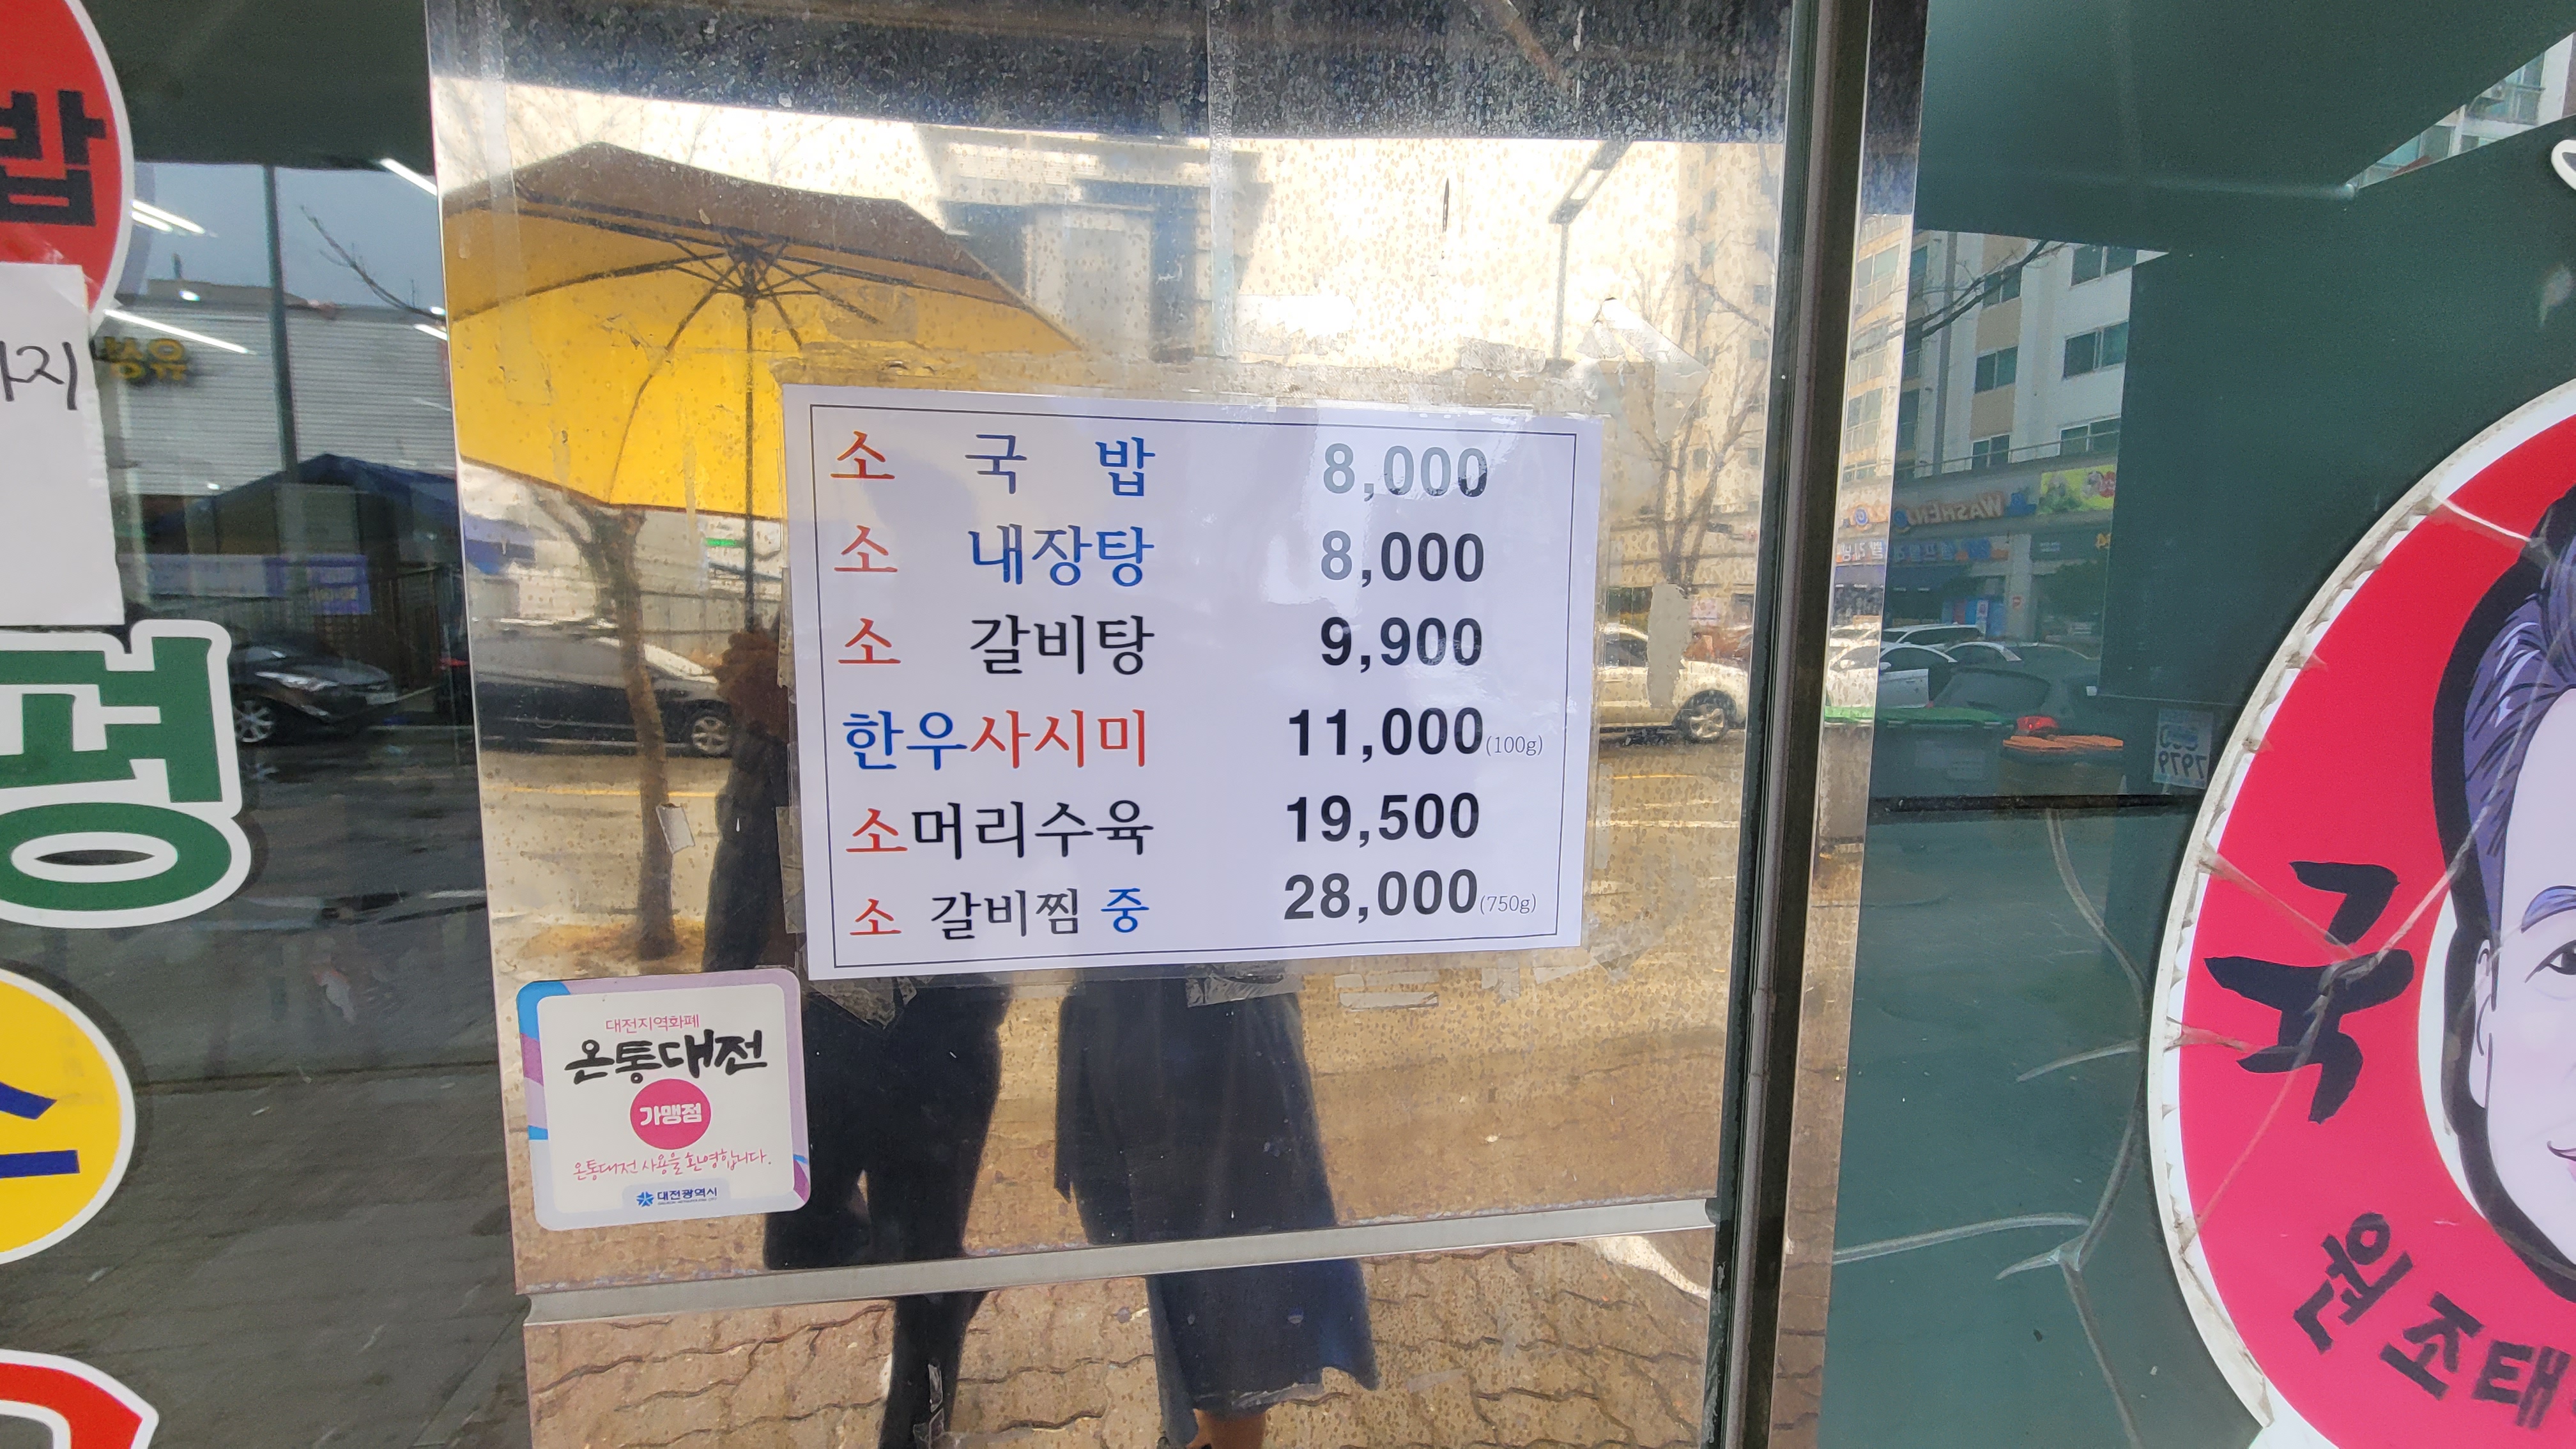 밥
소 국 밥 8,000
소 내장탕 8,000
소 갈비탕 9,900
한우사시미 11,000(100g)
소머리수육 19,500
소 갈비찜 중 28,000(750g)
대전지역화폐
온통대전
가맹점
온통대전 사용을 환영합니다.
대전광역시
국
원조태